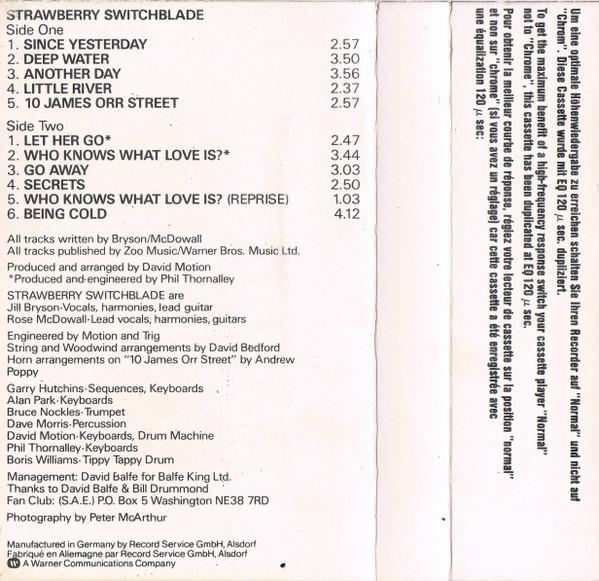 STRAWBERRY SWITCHBLADE
Side One
1. SINCE YESTERDAY 2.57
2. DEEP WATER 3.50
3. ANOTHER DAY 3.56
4. LITTLE RIVER 2.37
5. 10 JAMES ORR STREET 2.57
Side Two
1. LET HER GO* 2.47
2. WHO KNOWS WHAT LOVE IS?* 3.44
3. GO AWAY 3.03
4. SECRETS 2.50
5. WHO KNOWS WHAT LOVE IS? (REPRISE) 1.03
6. BEING COLD 4.12
All tracks written by Bryson/McDowall
All tracks published by Zoo Music/Warner Bros. Music Ltd.
Produced and arranged by David Motion
*Produced and·engineered by Phil Thornalley
STRAWBERRY SWITCHBLADE are
Jill Bryson·Vocals, harmonies, lead guitar
Rose McDowall·Lead vocals, harmonies, guitars
Engineered by Motion and Trig
String and Woodwind arrangements by David Bedford
Horn arrangements on "10 James Orr Street" by Andrew
Poppy
Garry Hutchins·Sequences, Keyboards
Alan Park·Keyboards
Bruce Nockles·Trumpet
Dave Morris·Percussion
David Motion·Keyboards, Drum Machine
Phil Thornalley·Keyboards
Boris Williams·Tippy Tappy Drum
Management: David Balfe for Balfe King Ltd.
Thanks to David Balfe & Bill Drummond
Fan Club: (S.A.E.) P.O. Box 5 Washington NE38 7RD
Photography by Peter McArthur
Manufactured in Germany by Record Service GmbH, Alsdorf
Fabriqué en Allemagne par Record Service GmbH, Alsdorf
A Warner Communications Company
Um eine optimale Höhenwiedergabe zu erreichen schalten Sie Ihren Recorder auf "Normal" und nicht auf
"Chrom". Diese Cassette wurde mit EQ 120 µ sec. dupliziert.
To get the maximum benefit of a high-frequency response switch your cassette player "Normal"
not to "Chrome", this cassette has been duplicated at EQ 120 µ sec.
Pour obtenir la meilleur courbe de réponse, réglez votre lecteur de cassette sur la position "normal"
et non sur "chrome" (si vous avez un réglage) car cette cassette a été enregistrée avec
une équalization 120 µ sec: